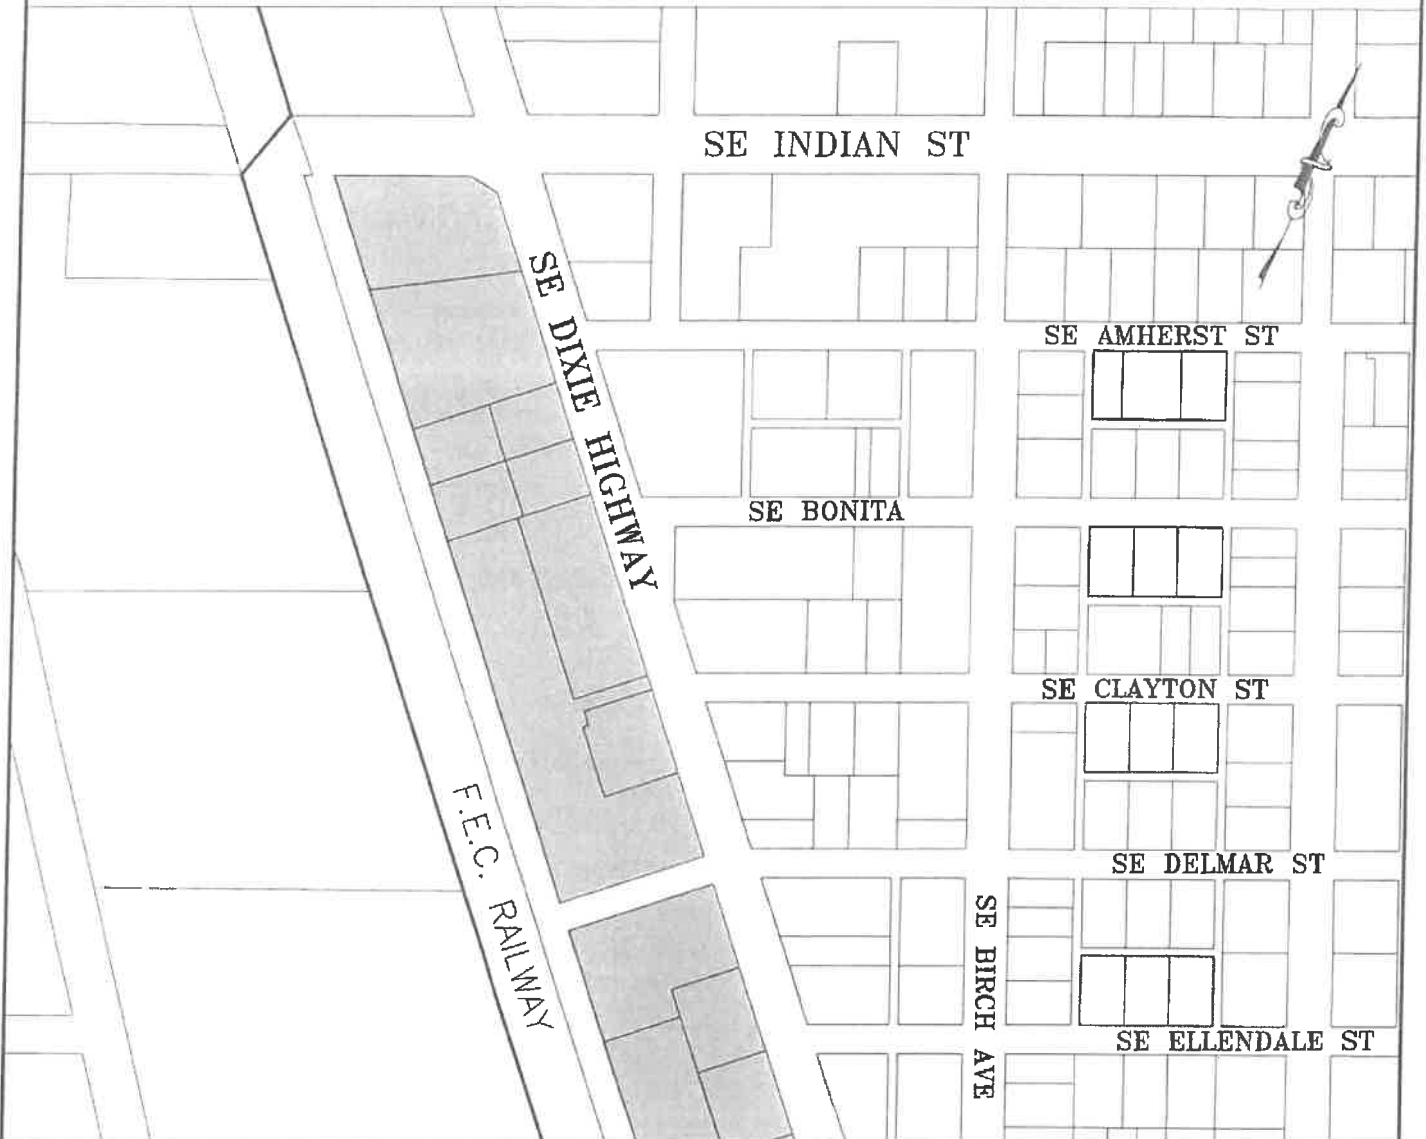 SE INDIAN ST
SE DIXIE HIGHWAY
SE AMHERST ST
SE BONITA
SE CLAYTON ST
F.E.C. RAILWAY
SE DELMAR ST
SE BIRCH AVE
SE ELLENDALE ST